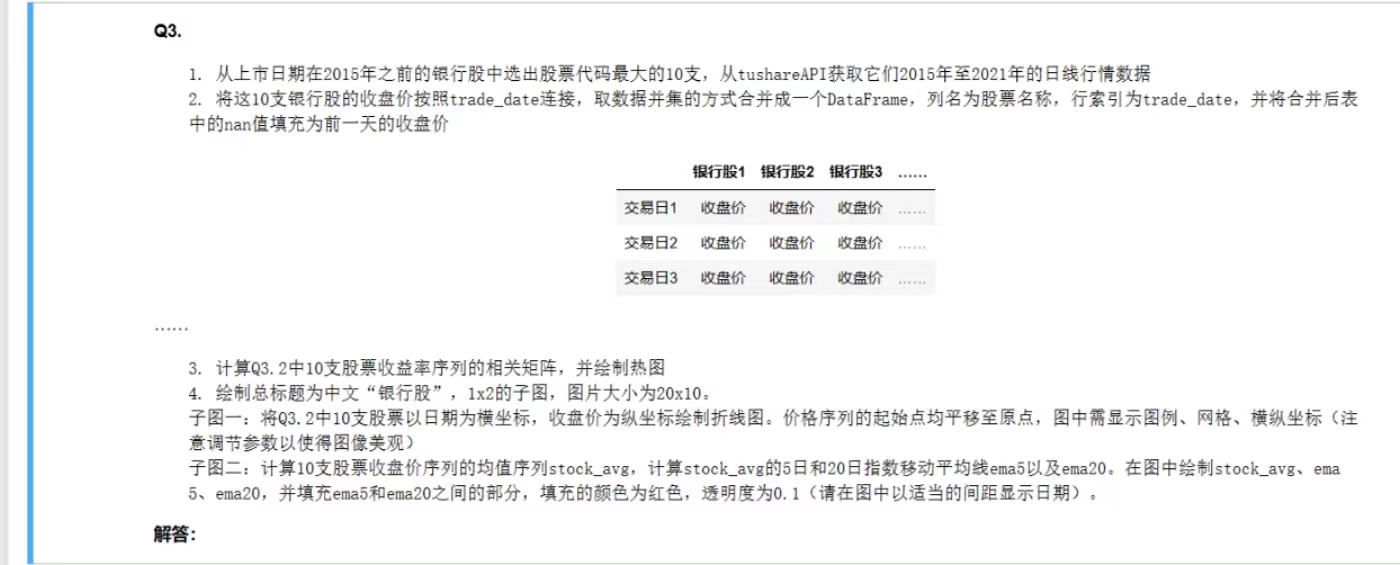 Q3.
1. 从上市日期在2015年之前的银行股中选出股票代码最大的10支，从tushareAPI获取它们2015年至2021年的日线行情数据
2. 将这10支银行股的收盘价按照trade_date连接，取数据并集的方式合并成一个DataFrame，列名为股票名称，行索引为trade_date，并将合并后表
中的nan值填充为前一天的收盘价
银行股1 银行股2 银行股3 ……
交易日1 收盘价 收盘价 收盘价 ……
交易日2 收盘价 收盘价 收盘价 ……
交易日3 收盘价 收盘价 收盘价 ……
……
3. 计算Q3.2中10支股票收益率序列的相关矩阵，并绘制热图
4. 绘制总标题为中文“银行股”，1x2的子图，图片大小为20x10。
子图一：将Q3.2中10支股票以日期为横坐标，收盘价为纵坐标绘制折线图。价格序列的起始点均平移至原点，图中需显示图例、网格、横纵坐标（注
意调节参数以使得图像美观）
子图二：计算10支股票收盘价序列的均值序列stock_avg，计算stock_avg的5日和20日指数移动平均线ema5以及ema20。在图中绘制stock_avg、ema
5、ema20，并填充ema5和ema20之间的部分，填充的颜色为红色，透明度为0.1（请在图中以适当的间距显示日期）。
解答：